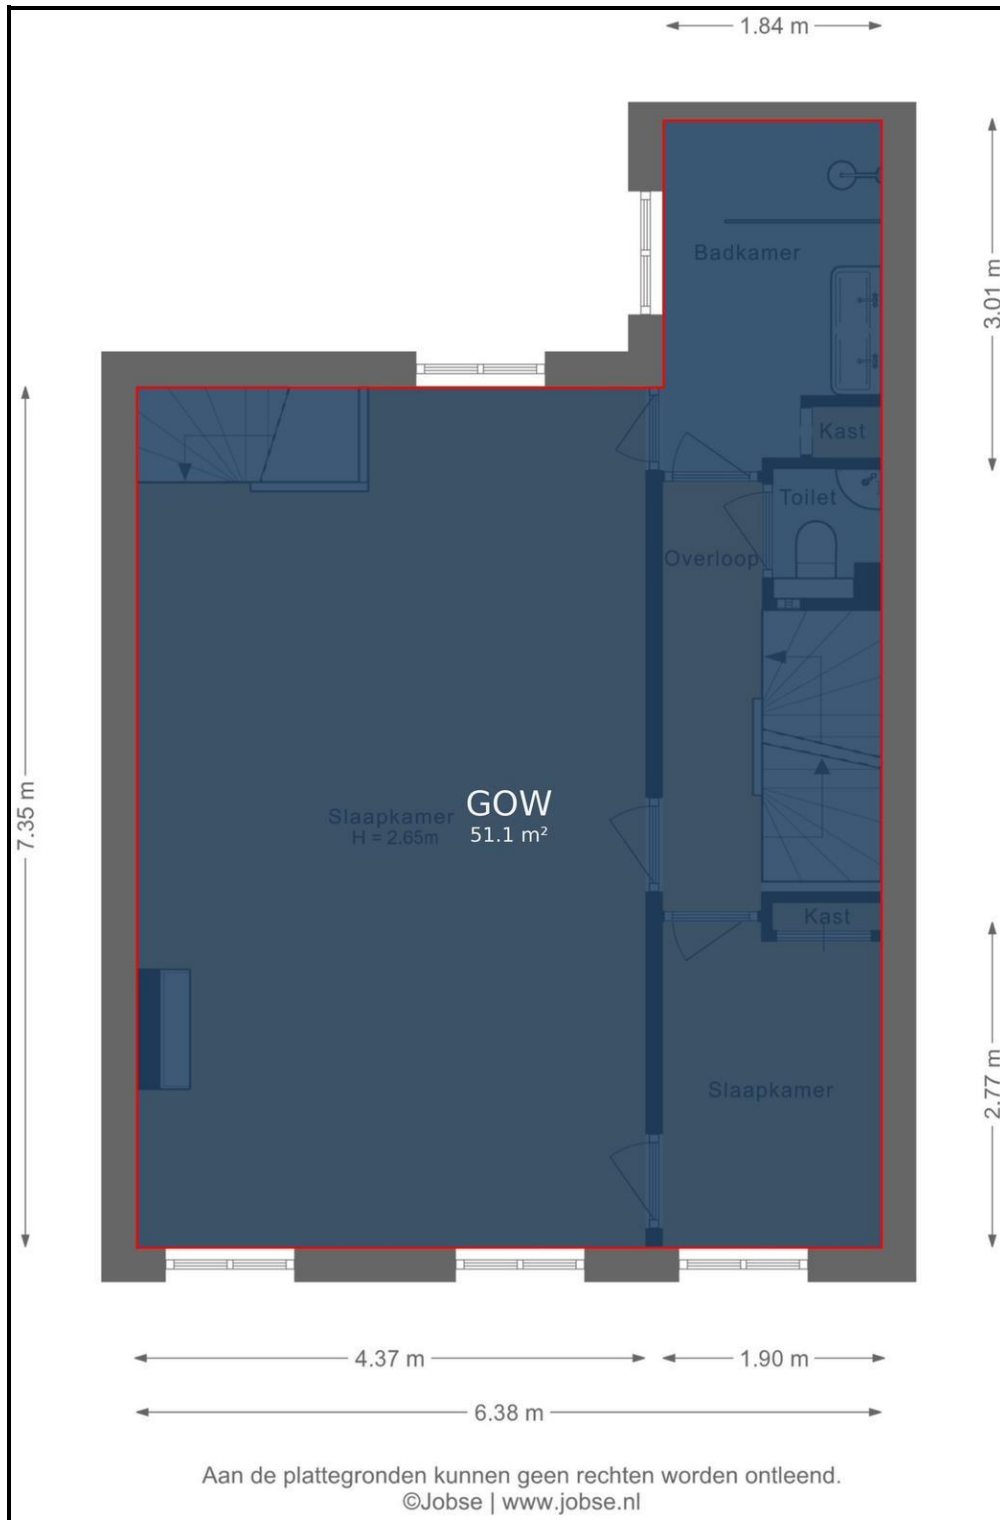 1.84 m
Badkamer
3.01 m
Kast
Toilet
Overloop
7.35 m
Slaapkamer
H = 2.65m
GOW
51.1 m²
Kast
Slaapkamer
2.77 m
4.37 m
1.90 m
6.38 m
Aan de plattegronden kunnen geen rechten worden ontleend.
©Jobse | www.jobse.nl